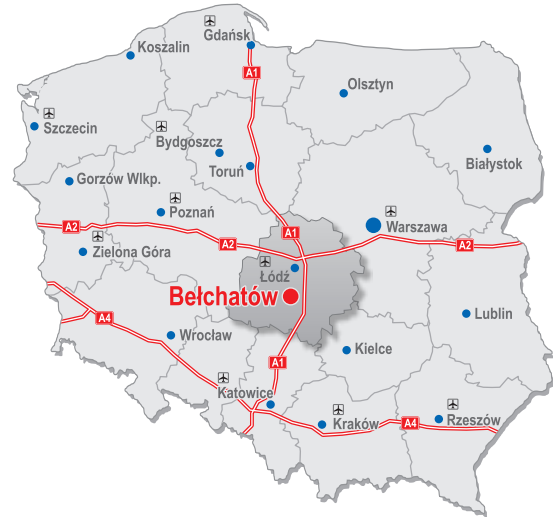 Gdańsk
Koszalin
A1
Olsztyn
Szczecin
Bydgoszcz
Toruń
Białystok
Gorzów Wlkp.
Poznań
A2
A1
Warszawa
A2
A2
Zielona Góra
Łódź
Bełchatów
A4
Wrocław
Lublin
Kielce
A1
Katowice
Kraków
A4
Rzeszów